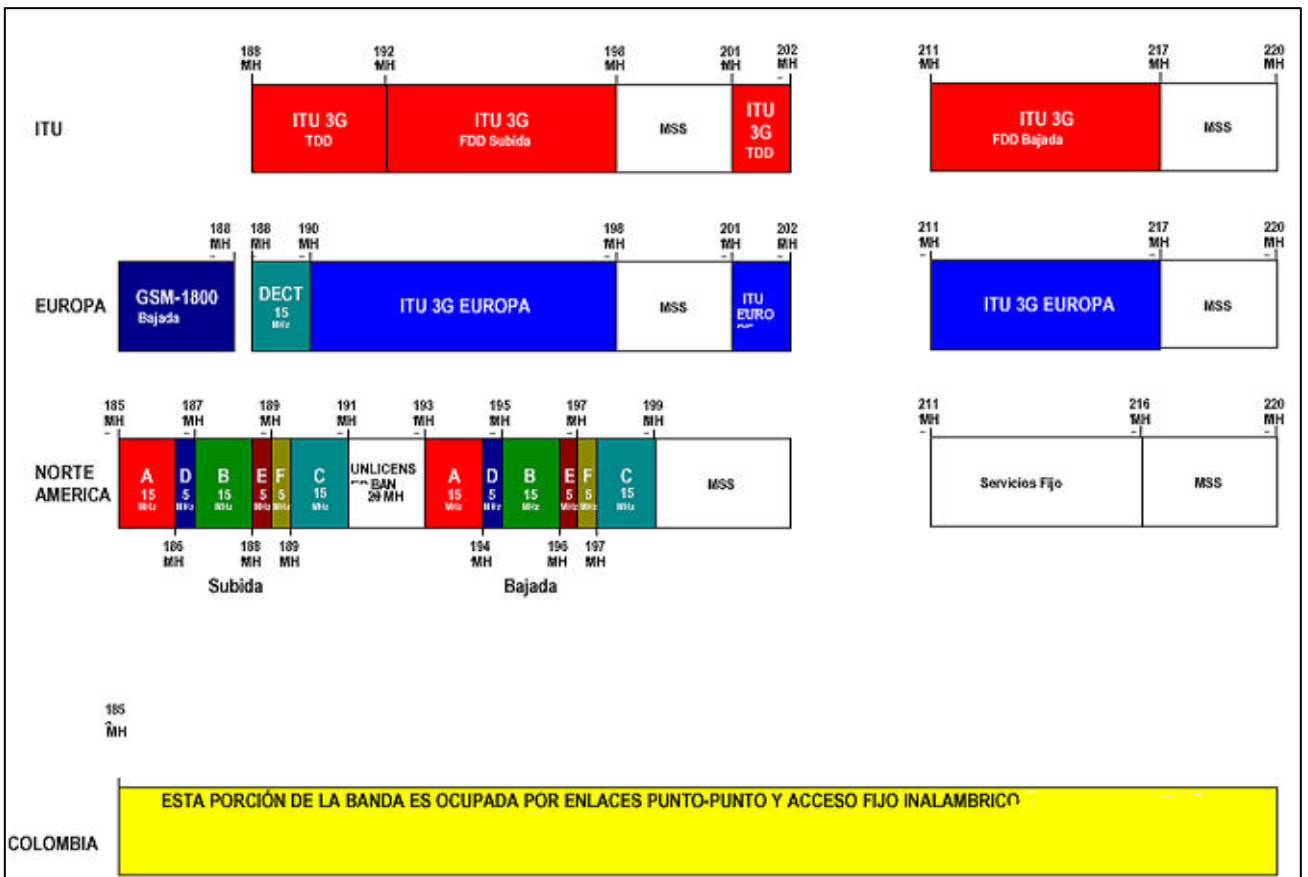 188 192 198 201 202 211 217 220
MH MH MH MH MH MH MH MH
ITU
ITU 3G
TDD
ITU 3G
FDD Subida
MSS
ITU
3G
TDD
ITU 3G
FDD Bajada
MSS
188 188 190 198 201 202 211 217 220
MH MH MH MH MH MH MH MH MH
EUROPA
GSM-1800
Bajada
DECT
15
MHz
ITU 3G EUROPA
MSS
ITU
EURO
ITU 3G EUROPA
MSS
185 187 189 191 193 195 197 199 211 216 220
MH MH MH MH MH MH MH MH MH MH MH
NORTE
AMERICA
A
15
MHz
D
5
MHz
B
15
MHz
E
5
MHz
F
5
MHz
C
15
MHz
UNLICENS
BAN
20 MH
A
15
MHz
D
5
MHz
B
15
MHz
E
5
MHz
F
5
MHz
C
15
MHz
MSS
Servicios Fijo
MSS
186 188 189 194 196 197
MH MH MH MH MH MH
Subida Bajada
185
MH
ESTA PORCIÓN DE LA BANDA ES OCUPADA POR ENLACES PUNTO-PUNTO Y ACCESO FIJO INALAMBRICO
COLOMBIA